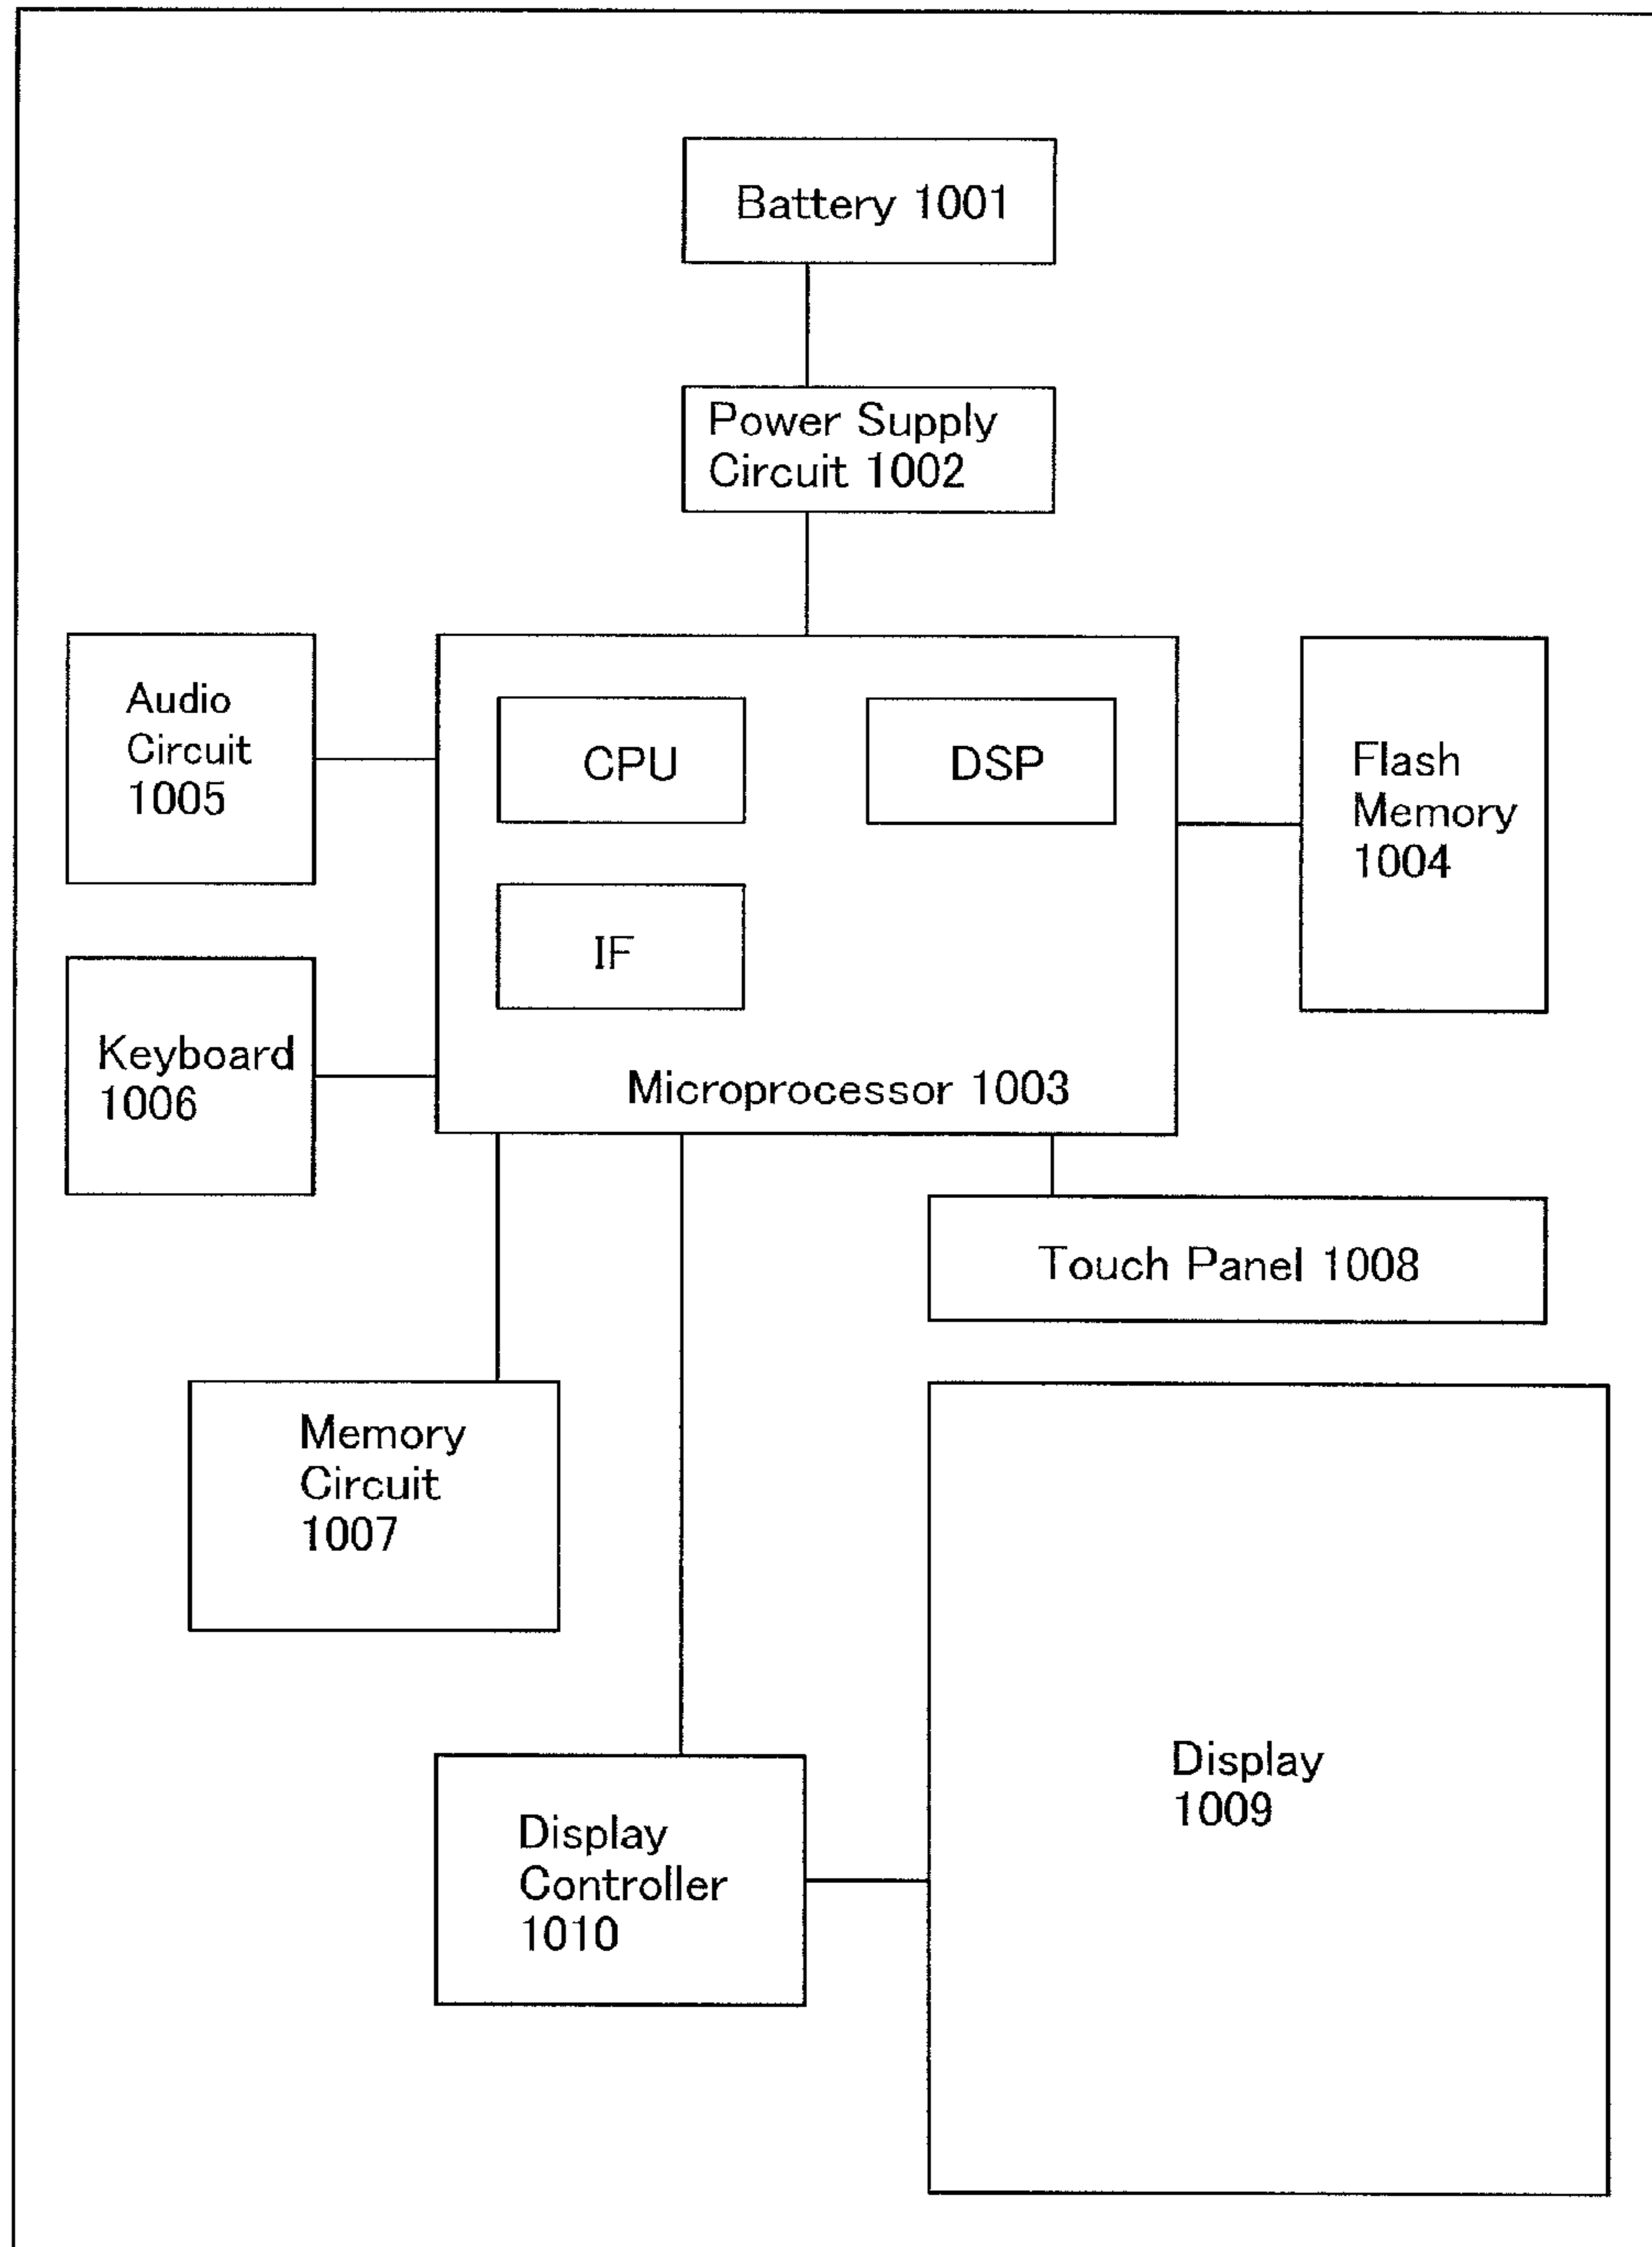 Battery 1001
Power Supply
Circuit 1002
Audio
Circuit
1005
CPU
DSP
IF
Microprocessor 1003
Flash
Memory
1004
Keyboard
1006
Touch Panel 1008
Memory
Circuit
1007
Display
Controller
1010
Display
1009